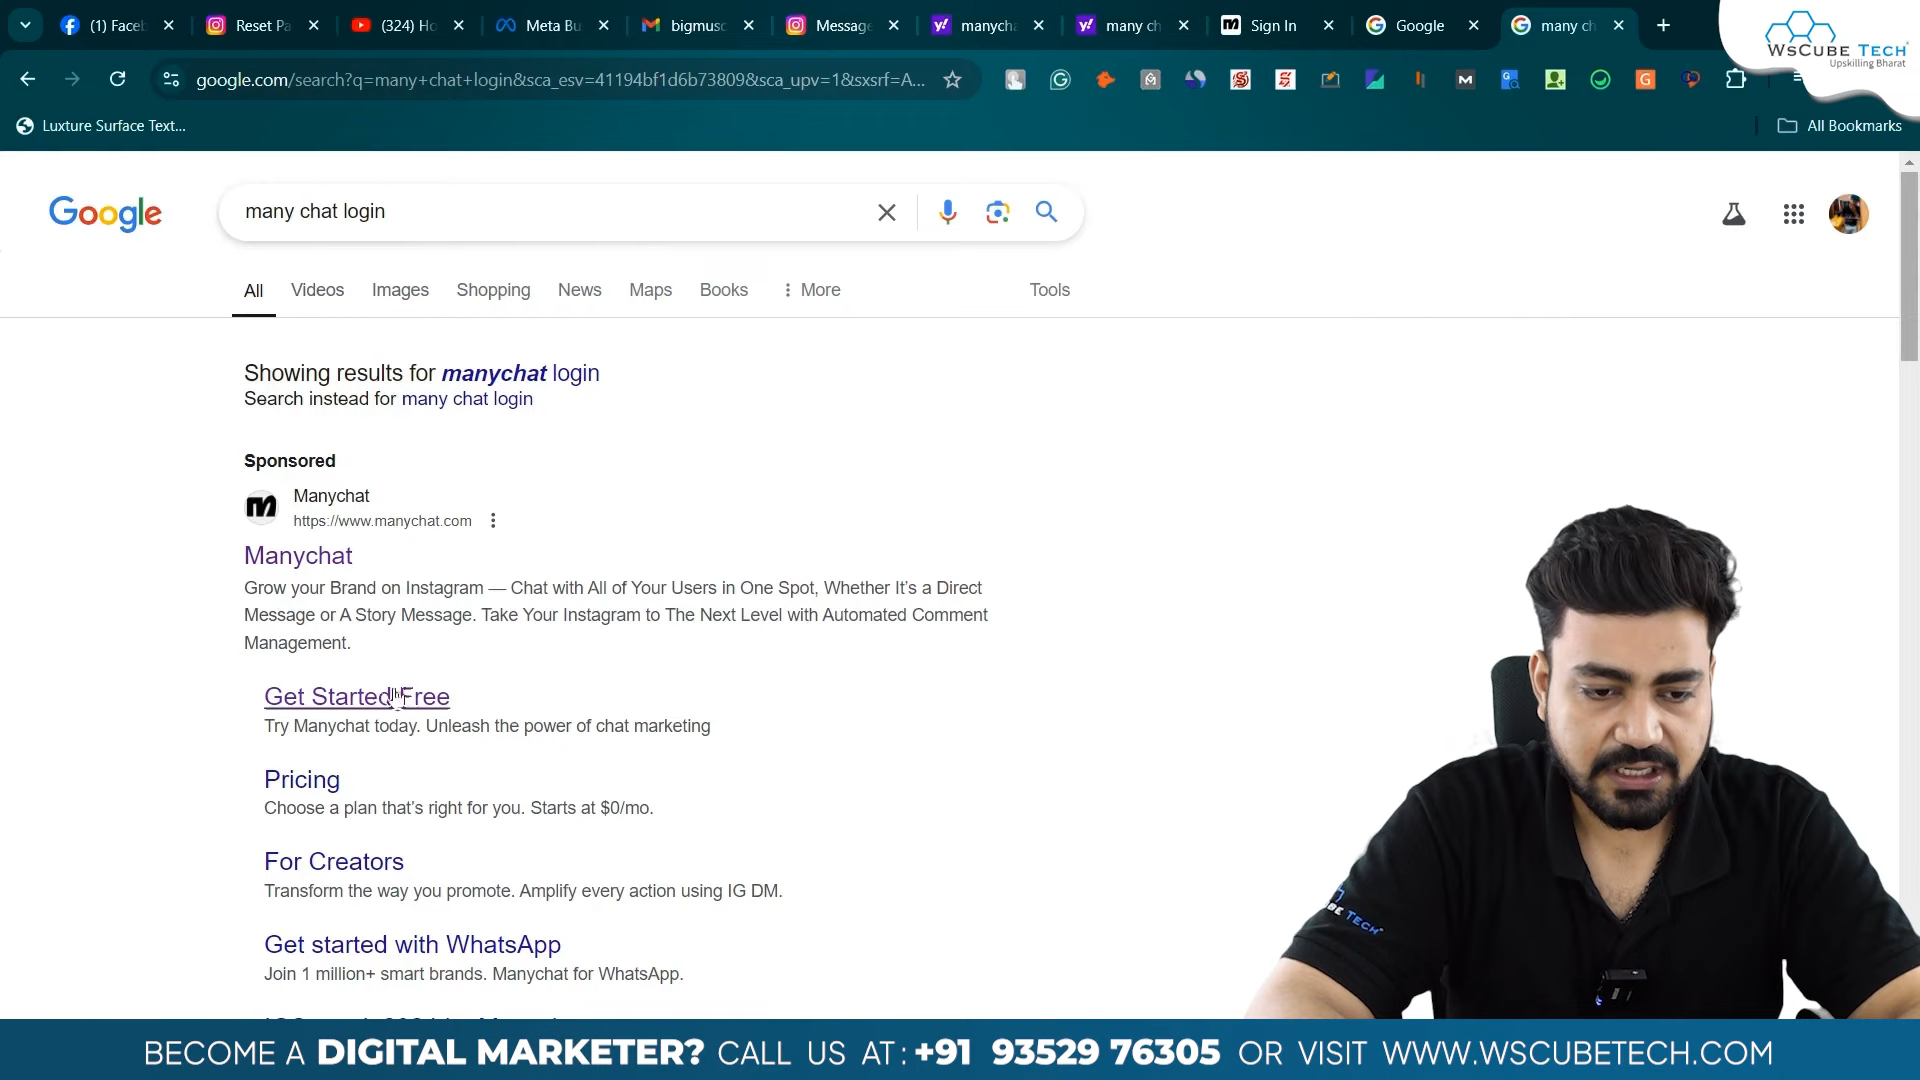 (1) Faceb
Reset Pa
(324) Ho
Meta Bu
bigmusc
Message
manycha
many ch
Sign In
Google
many ch
WsCube TECH
Upskilling Bharat
google.com/search?q=many+chat+login&sca_esv=41194bf1d6b73809&sca_upv=1&sxsrf=A...
Luxture Surface Text...
All Bookmarks
Google
many chat login
All
Videos
Images
Shopping
News
Maps
Books
More
Tools
Showing results for manychat login
Search instead for many chat login
Sponsored
Manychat
https://www.manychat.com
Manychat
Grow your Brand on Instagram — Chat with All of Your Users in One Spot, Whether It's a Direct
Message or A Story Message. Take Your Instagram to The Next Level with Automated Comment
Management.
Get Started Free
Try Manychat today. Unleash the power of chat marketing
Pricing
Choose a plan that's right for you. Starts at $0/mo.
For Creators
Transform the way you promote. Amplify every action using IG DM.
Get started with WhatsApp
Join 1 million+ smart brands. Manychat for WhatsApp.
BECOME A DIGITAL MARKETER? CALL US AT: +91 93529 76305 OR VISIT WWW.WSCUBETECH.COM